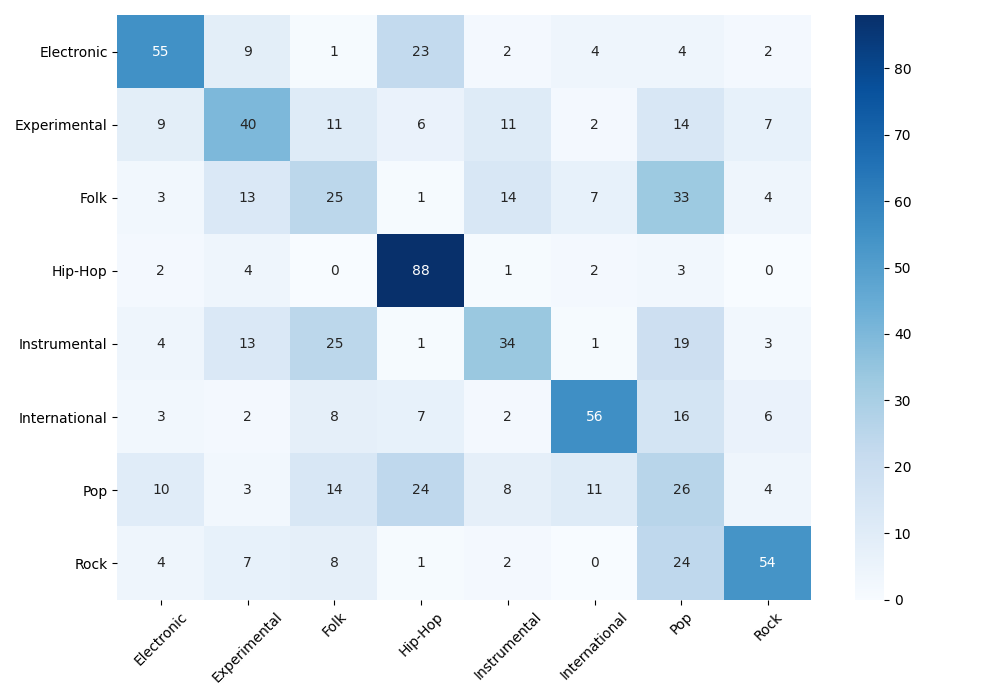 Electronic 55 9 1 23 2 4 4 2
Experimental 9 40 11 6 11 2 14 7
Folk 3 13 25 1 14 7 33 4
Hip-Hop 2 4 0 88 1 2 3 0
Instrumental 4 13 25 1 34 1 19 3
International 3 2 8 7 2 56 16 6
Pop 10 3 14 24 8 11 26 4
Rock 4 7 8 1 2 0 24 54
Electronic Experimental Folk Hip-Hop Instrumental International Pop Rock
80
70
60
50
40
30
20
10
0